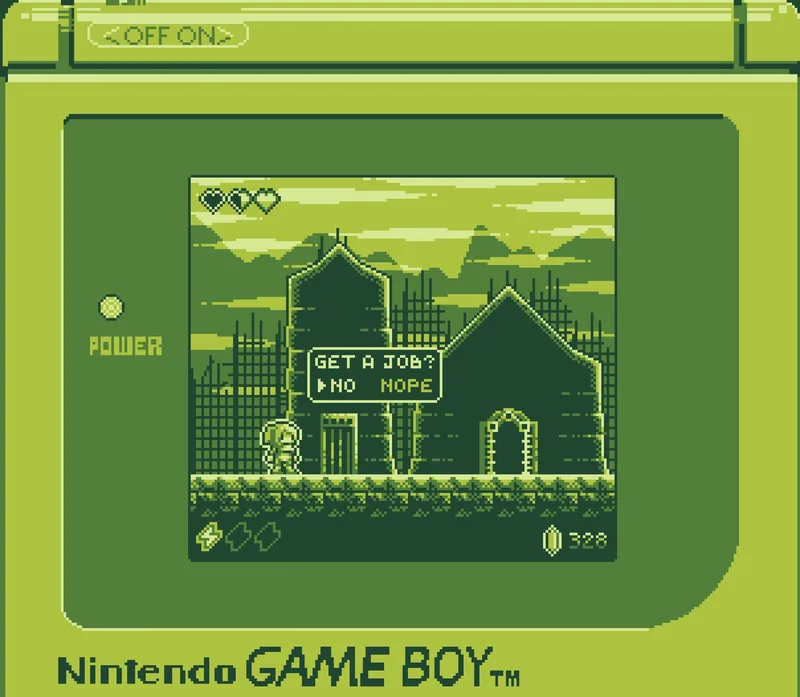 <OFF ON>
POWER
GET A JOB?
▶NO NOPE
328
Nintendo GAME BOY™